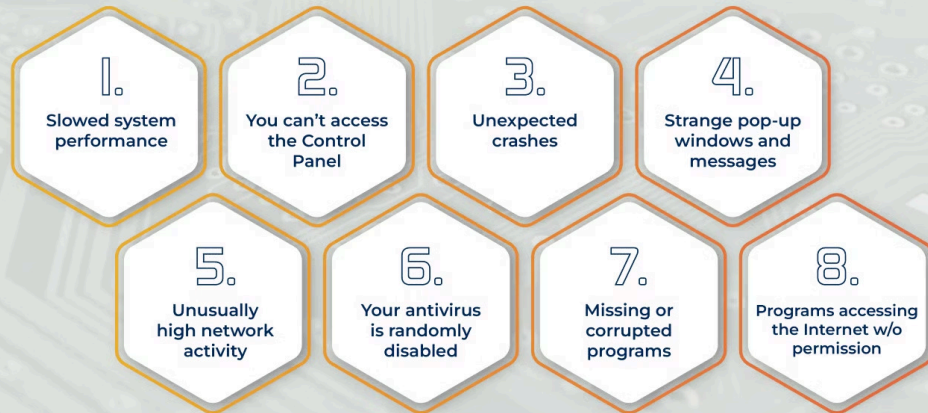 1.
Slowed system
performance
2.
You can't access
the Control
Panel
3.
Unexpected
crashes
4.
Strange pop-up
windows and
messages
5.
Unusually
high network
activity
6.
Your antivirus
is randomly
disabled
7.
Missing or
corrupted
programs
8.
Programs accessing
the Internet w/o
permission